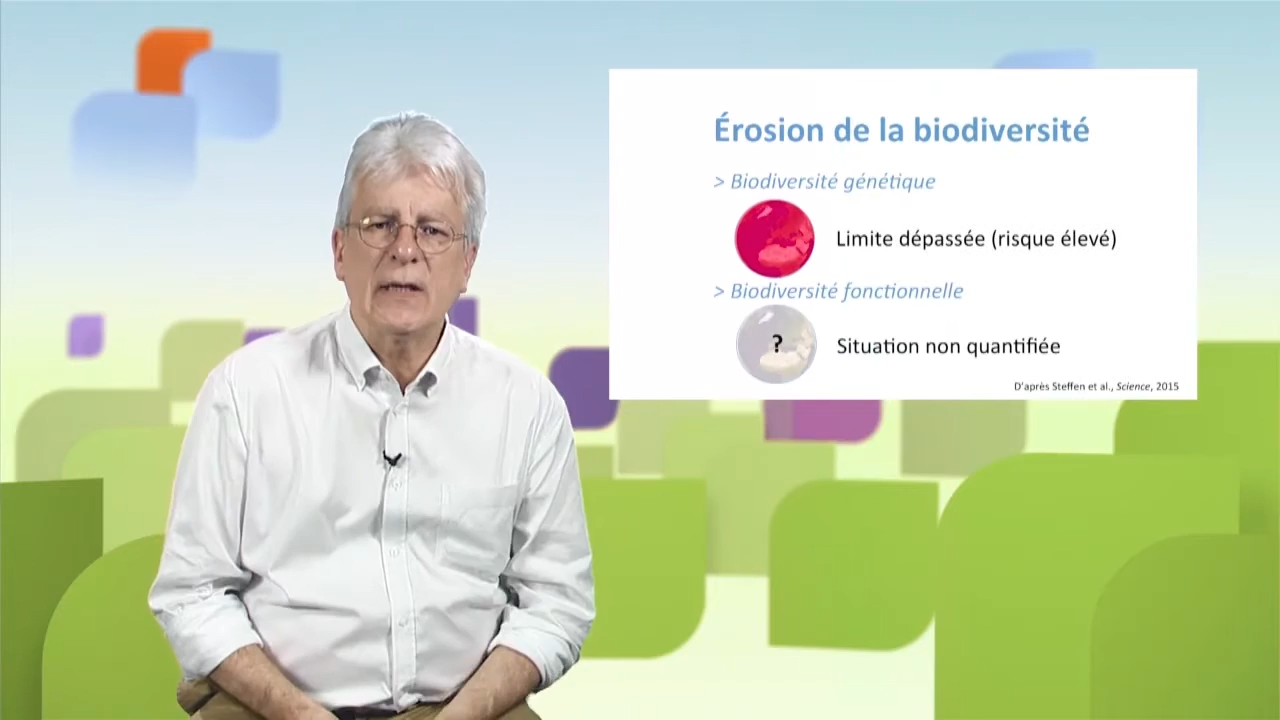 Érosion de la biodiversité
> Biodiversité génétique
Limite dépassée (risque élevé)
> Biodiversité fonctionnelle
?
Situation non quantifiée
D'après Steffen et al., Science, 2015